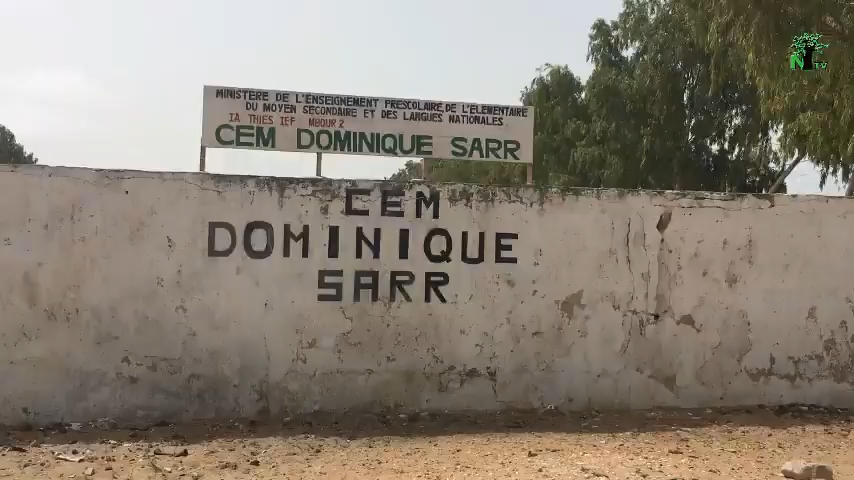 MINISTERE DE L'ENSEIGNEMENT PRESCOLAIRE, DE L'ELEMENTAIRE
DU MOYEN SECONDAIRE ET DES LANGUES NATIONALES
IA THIES IEF MBOUR 2
CEM DOMINIQUE SARR
CEM
DOMINIQUE
SARR
N TV